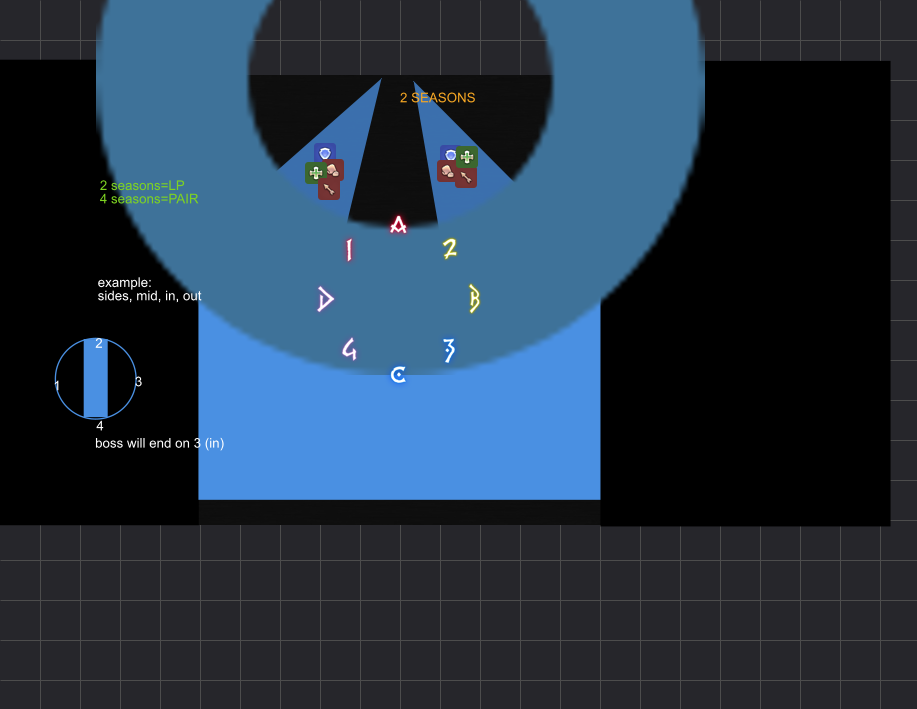 2 SEASONS
2 seasons=LP
4 seasons=PAIR
A
1
2
example:
sides, mid, in, out
D
B
2
1
3
4
3
C
4
boss will end on 3 (in)